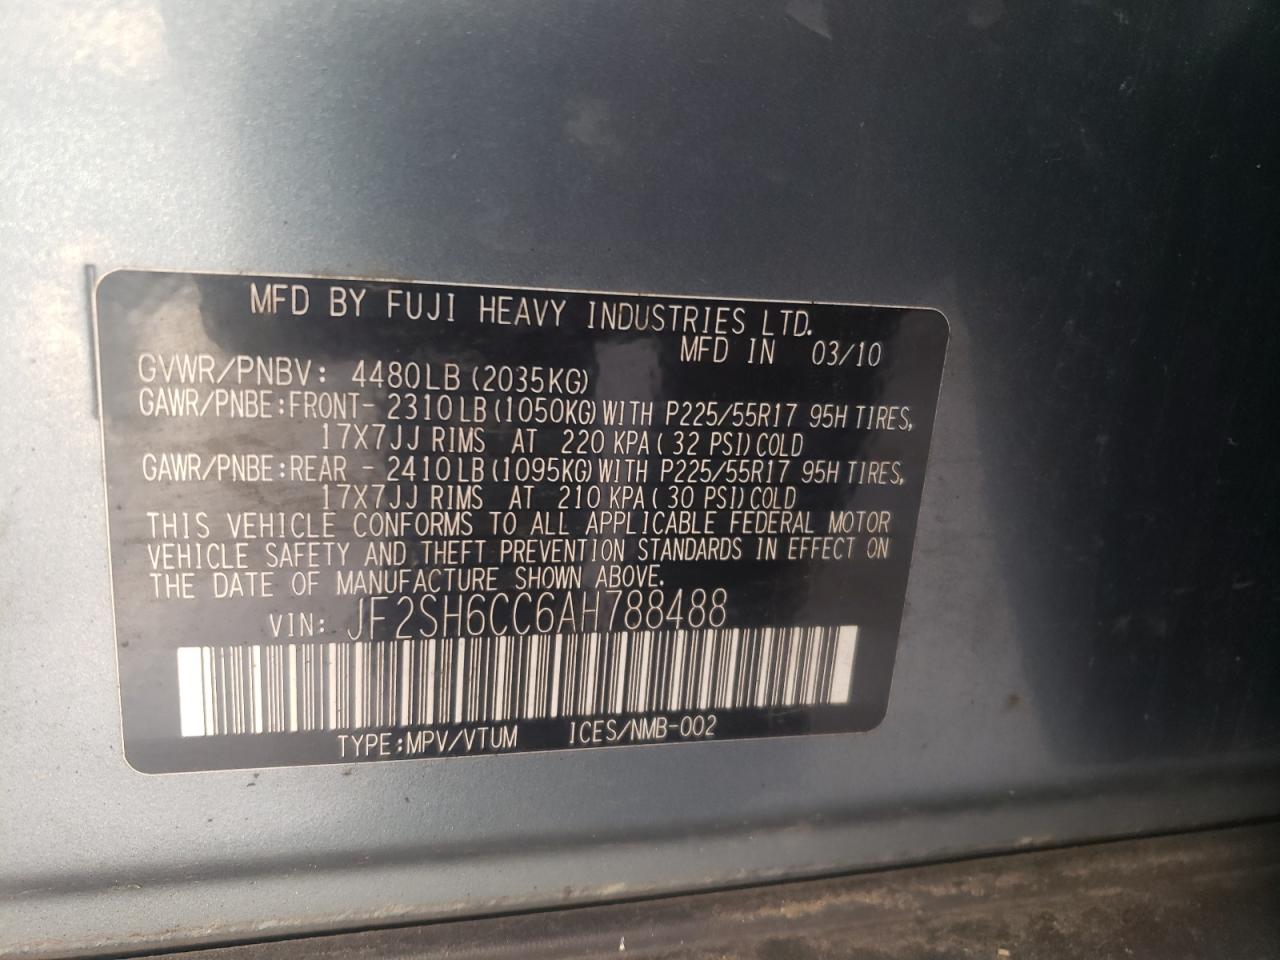 MFD BY FUJI HEAVY INDUSTRIES LTD.
MFD IN 03/10
GVWR/PNBV: 4480LB (2035KG)
GAWR/PNBE:FRONT- 2310LB (1050KG) WITH P225/55R17 95H TIRES,
17X7JJ RIMS AT 220 KPA ( 32 PSI) COLD
GAWR/PNBE:REAR - 2410LB (1095KG) WITH P225/55R17 95H TIRES,
17X7JJ RIMS AT 210 KPA ( 30 PSI) COLD
THIS VEHICLE CONFORMS TO ALL APPLICABLE FEDERAL MOTOR
VEHICLE SAFETY AND THEFT PREVENTION STANDARDS IN EFFECT ON
THE DATE OF MANUFACTURE SHOWN ABOVE.
VIN: JF2SH6CC6AH788488
TYPE:MPV/VTUM ICES/NMB-002